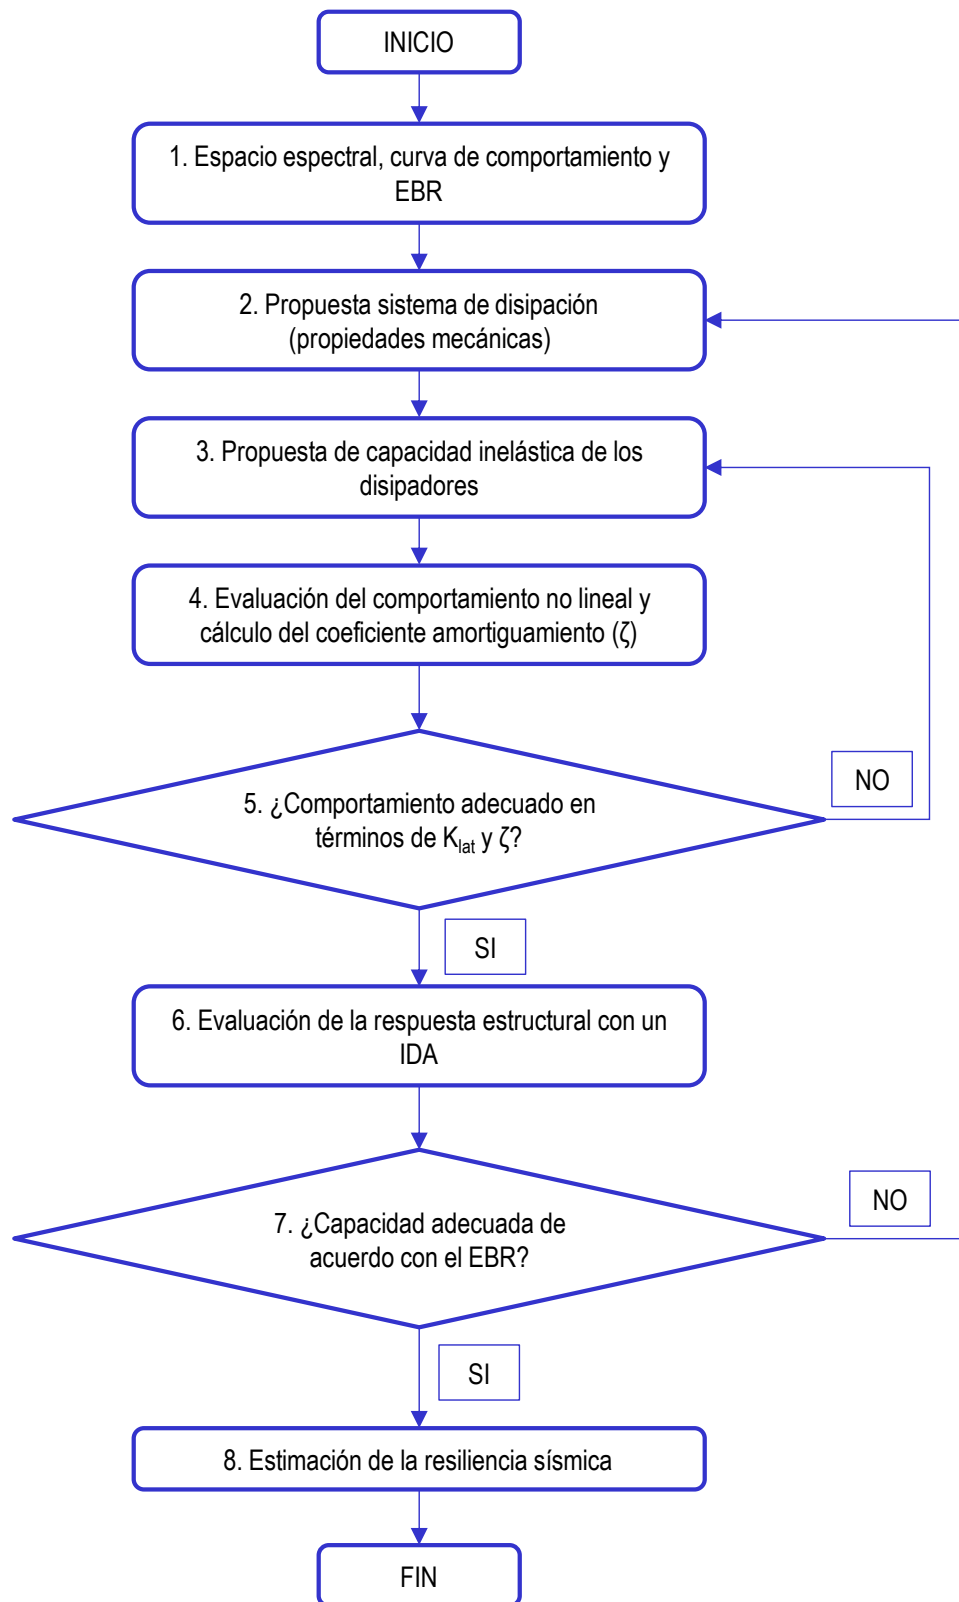 INICIO
1. Espacio espectral, curva de comportamiento y
EBR
2. Propuesta sistema de disipación
(propiedades mecánicas)
3. Propuesta de capacidad inelástica de los
disipadores
4. Evaluación del comportamiento no lineal y
cálculo del coeficiente amortiguamiento (ζ)
5. ¿Comportamiento adecuado en
términos de Klat y ζ?
NO
SI
6. Evaluación de la respuesta estructural con un
IDA
7. ¿Capacidad adecuada de
acuerdo con el EBR?
NO
SI
8. Estimación de la resiliencia sísmica
FIN